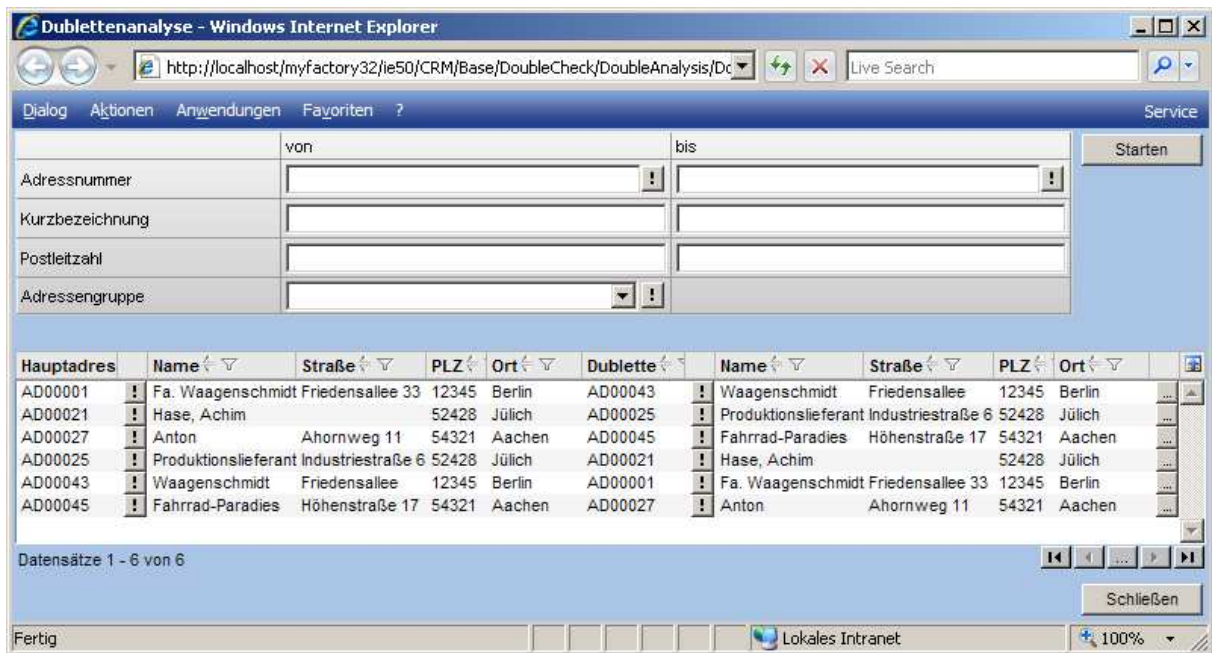 Dublettenanalyse - Windows Internet Explorer
http://localhost/myfactory32/ie50/CRM/Base/DoubleCheck/DoubleAnalysis/Dc Live Search
Dialog Aktionen Anwendungen Favoriten ? Service
von bis Starten
Adressnummer ! !
Kurzbezeichnung
Postleitzahl
Adressengruppe !
Hauptadres Name Straße PLZ Ort Dublette Name Straße PLZ Ort
AD00001 ! Fa. Waagenschmidt Friedensallee 33 12345 Berlin AD00043 ! Waagenschmidt Friedensallee 12345 Berlin ...
AD00021 ! Hase, Achim 52428 Jülich AD00025 ! Produktionslieferant Industriestraße 6 52428 Jülich ...
AD00027 ! Anton Ahornweg 11 54321 Aachen AD00045 ! Fahrrad-Paradies Höhenstraße 17 54321 Aachen ...
AD00025 ! Produktionslieferant Industriestraße 6 52428 Jülich AD00021 ! Hase, Achim 52428 Jülich ...
AD00043 ! Waagenschmidt Friedensallee 12345 Berlin AD00001 ! Fa. Waagenschmidt Friedensallee 33 12345 Berlin ...
AD00045 ! Fahrrad-Paradies Höhenstraße 17 54321 Aachen AD00027 ! Anton Ahornweg 11 54321 Aachen ...
Datensätze 1 - 6 von 6 ...
Schließen
Fertig Lokales Intranet 100%